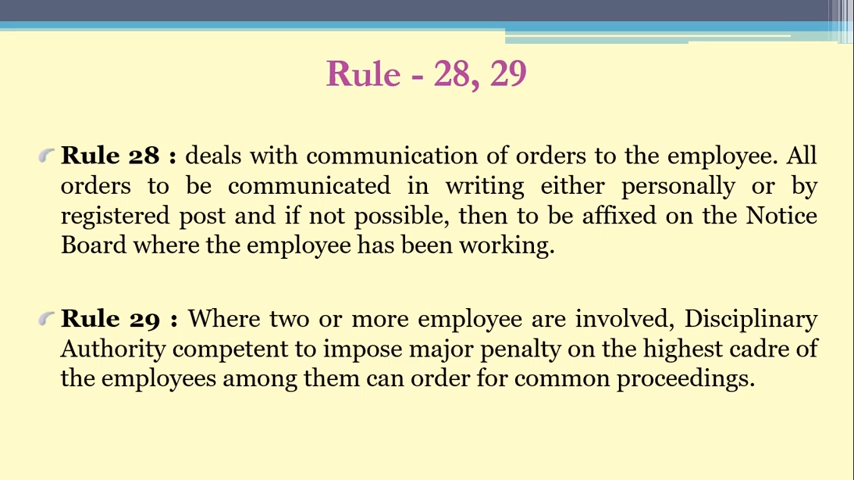 Rule - 28, 29
Rule 28 : deals with communication of orders to the employee. All
orders to be communicated in writing either personally or by
registered post and if not possible, then to be affixed on the Notice
Board where the employee has been working.
Rule 29 : Where two or more employee are involved, Disciplinary
Authority competent to impose major penalty on the highest cadre of
the employees among them can order for common proceedings.